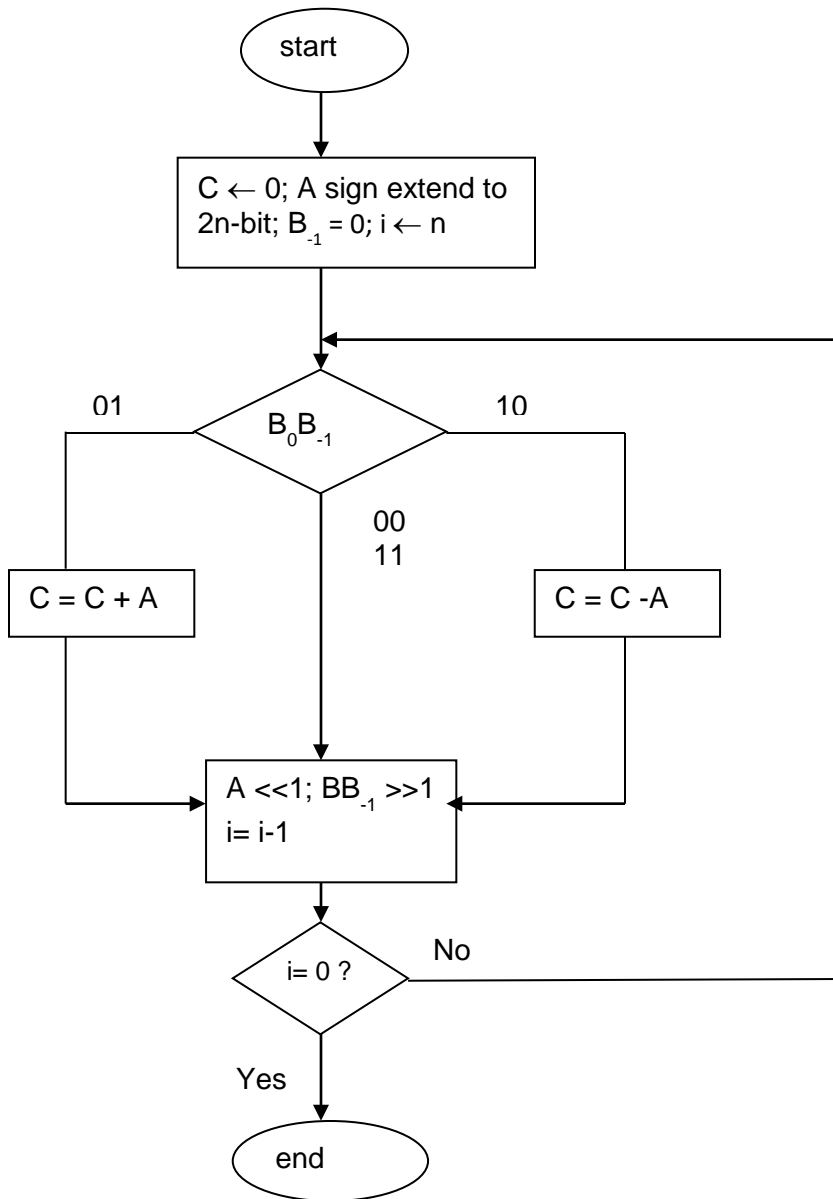 start
C ← 0; A sign extend to
2n-bit; B₋₁ = 0; i ← n
01
B₀B₋₁
10
00
11
C = C + A
C = C -A
A <<1; BB₋₁ >>1
i= i-1
i= 0 ?
No
Yes
end